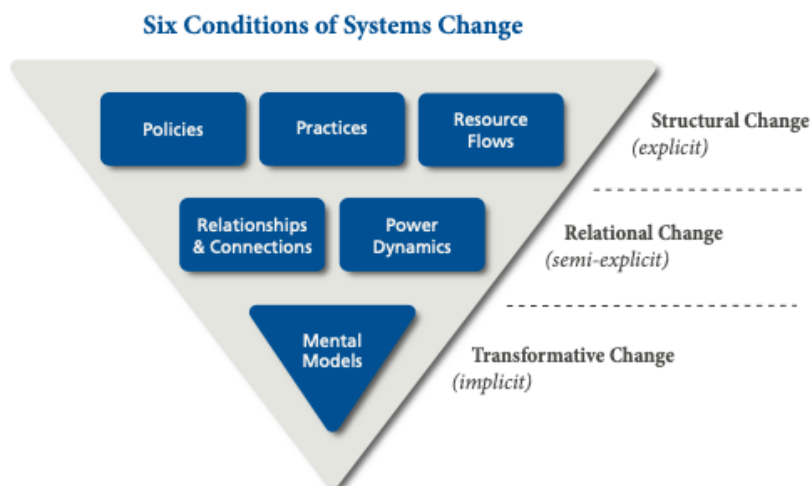 Six Conditions of Systems Change
Policies
Practices
Resource
Flows
Structural Change
(explicit)
Relationships
& Connections
Power
Dynamics
Relational Change
(semi-explicit)
Mental
Models
Transformative Change
(implicit)